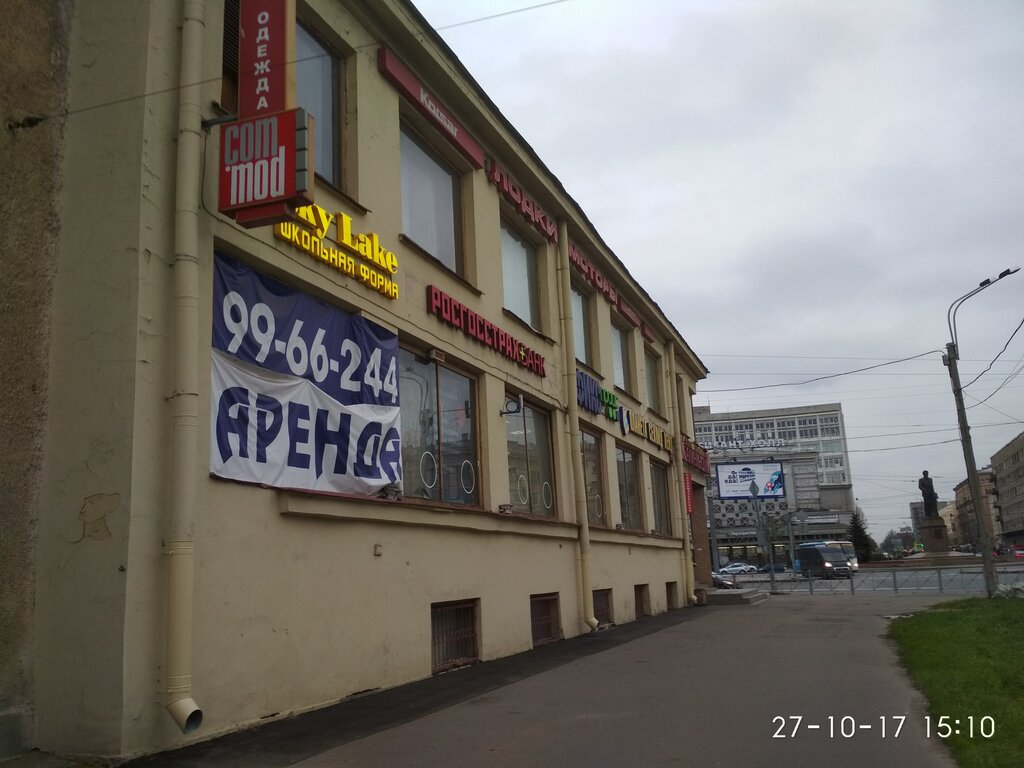 ОДЕЖДА
com
.mod
Korsar
ЛОДКИ
МОТОРЫ
ky Lake
ШКОЛЬНАЯ ФОРМА
РОСГОССТРАХ БАНК
99-66-244
АРЕНДА
27-10-17 15:10